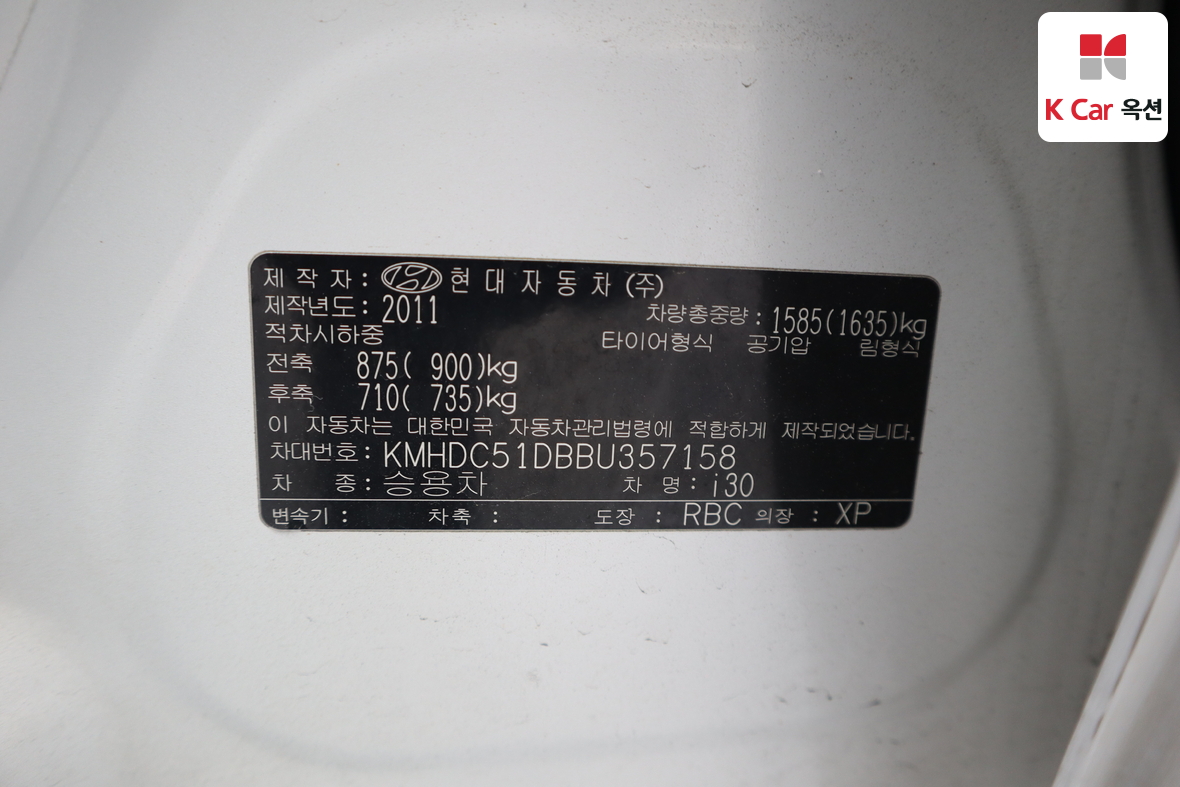 K Car 옥션
제 작 자 : 현 대 자 동 차 (주)
제작년도 : 2011 차량총중량 : 1585(1635)kg
적차시하중 타이어형식 공기압 림형식
전축 875( 900)kg
후축 710( 735)kg
이 자동차는 대한민국 자동차관리법령에 적합하게 제작되었습니다.
차대번호 : KMHDC51DBBU357158
차 종 : 승용차 차 명 : i30
변속기 : 차축 : 도장 : RBC 의장 : XP